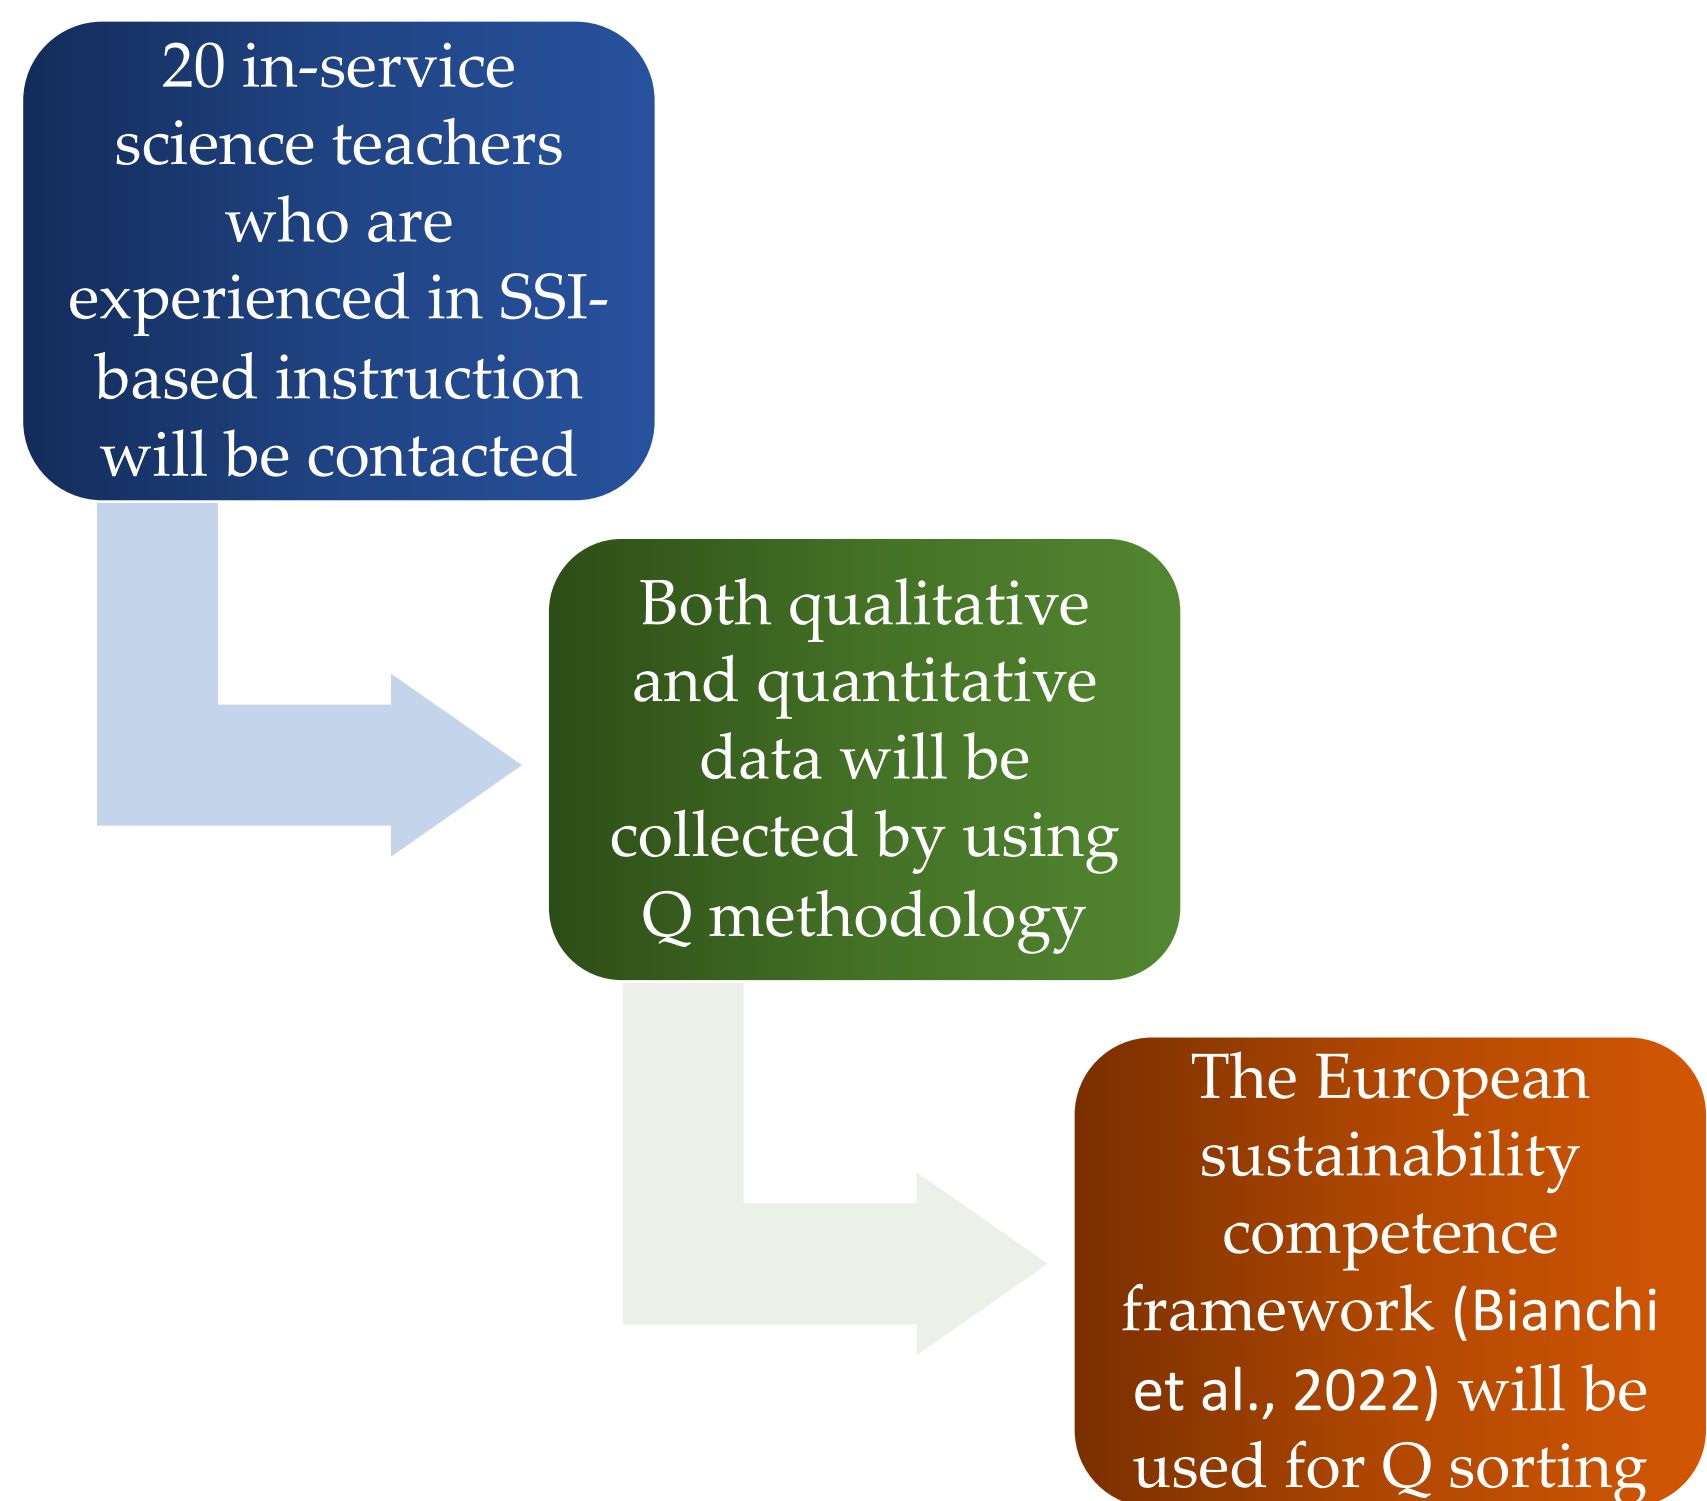 20 in-service
science teachers
who are
experienced in SSI-
based instruction
will be contacted
Both qualitative
and quantitative
data will be
collected by using
Q methodology
The European
sustainability
competence
framework (Bianchi
et al., 2022) will be
used for Q sorting